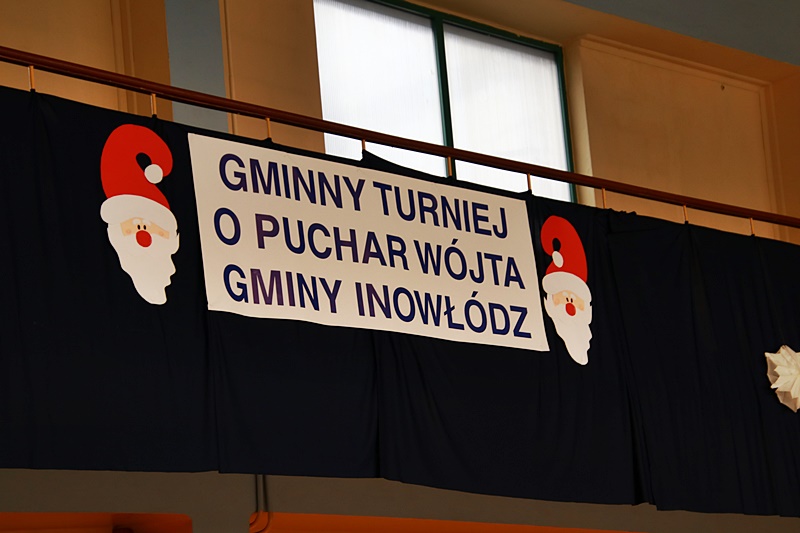 GMINNY TURNIEJ
O PUCHAR WÓJTA
GMINY INOWŁÓDZ